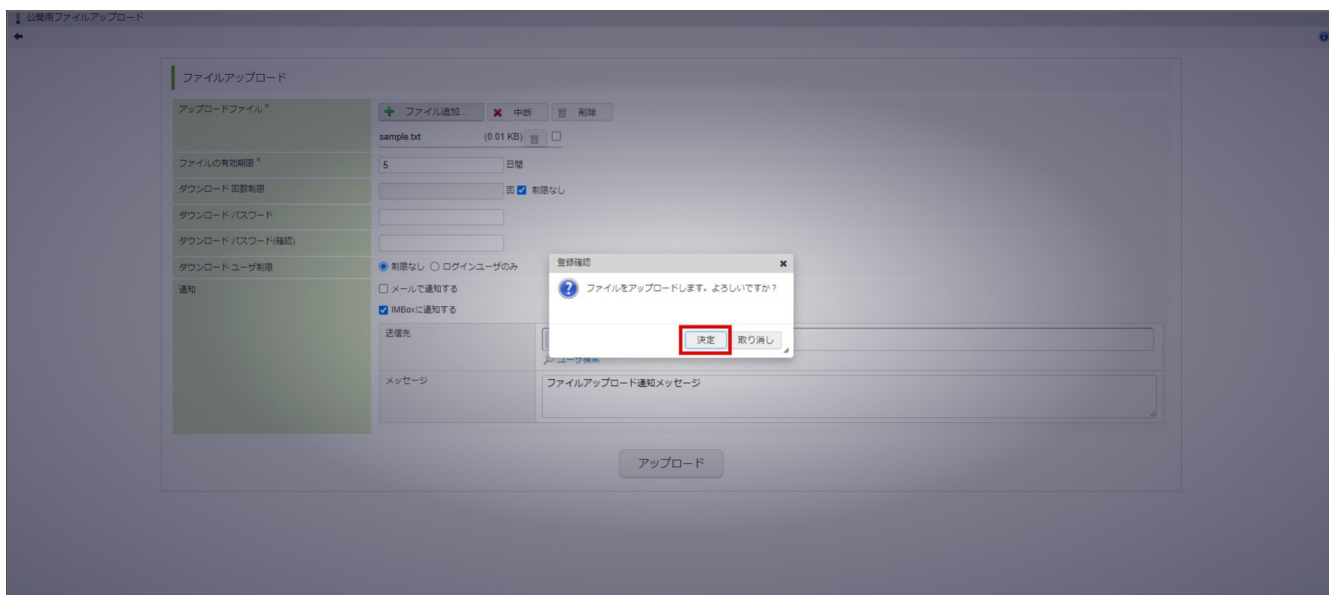 公開用ファイルアップロード
ファイルアップロード
アップロードファイル*
ファイル追加... 中断 削除
sample.txt (0.01 KB)
ファイルの有効期限*
5 日間
ダウンロード回数制限
回 制限なし
ダウンロードパスワード
ダウンロードパスワード(確認)
ダウンロードユーザ制限
制限なし ログインユーザのみ
通知
メールで通知する
IMBoxに通知する
登録確認
ファイルをアップロードします。よろしいですか?
決定 取り消し
送信先
ユーザ検索
メッセージ
ファイルアップロード通知メッセージ
アップロード